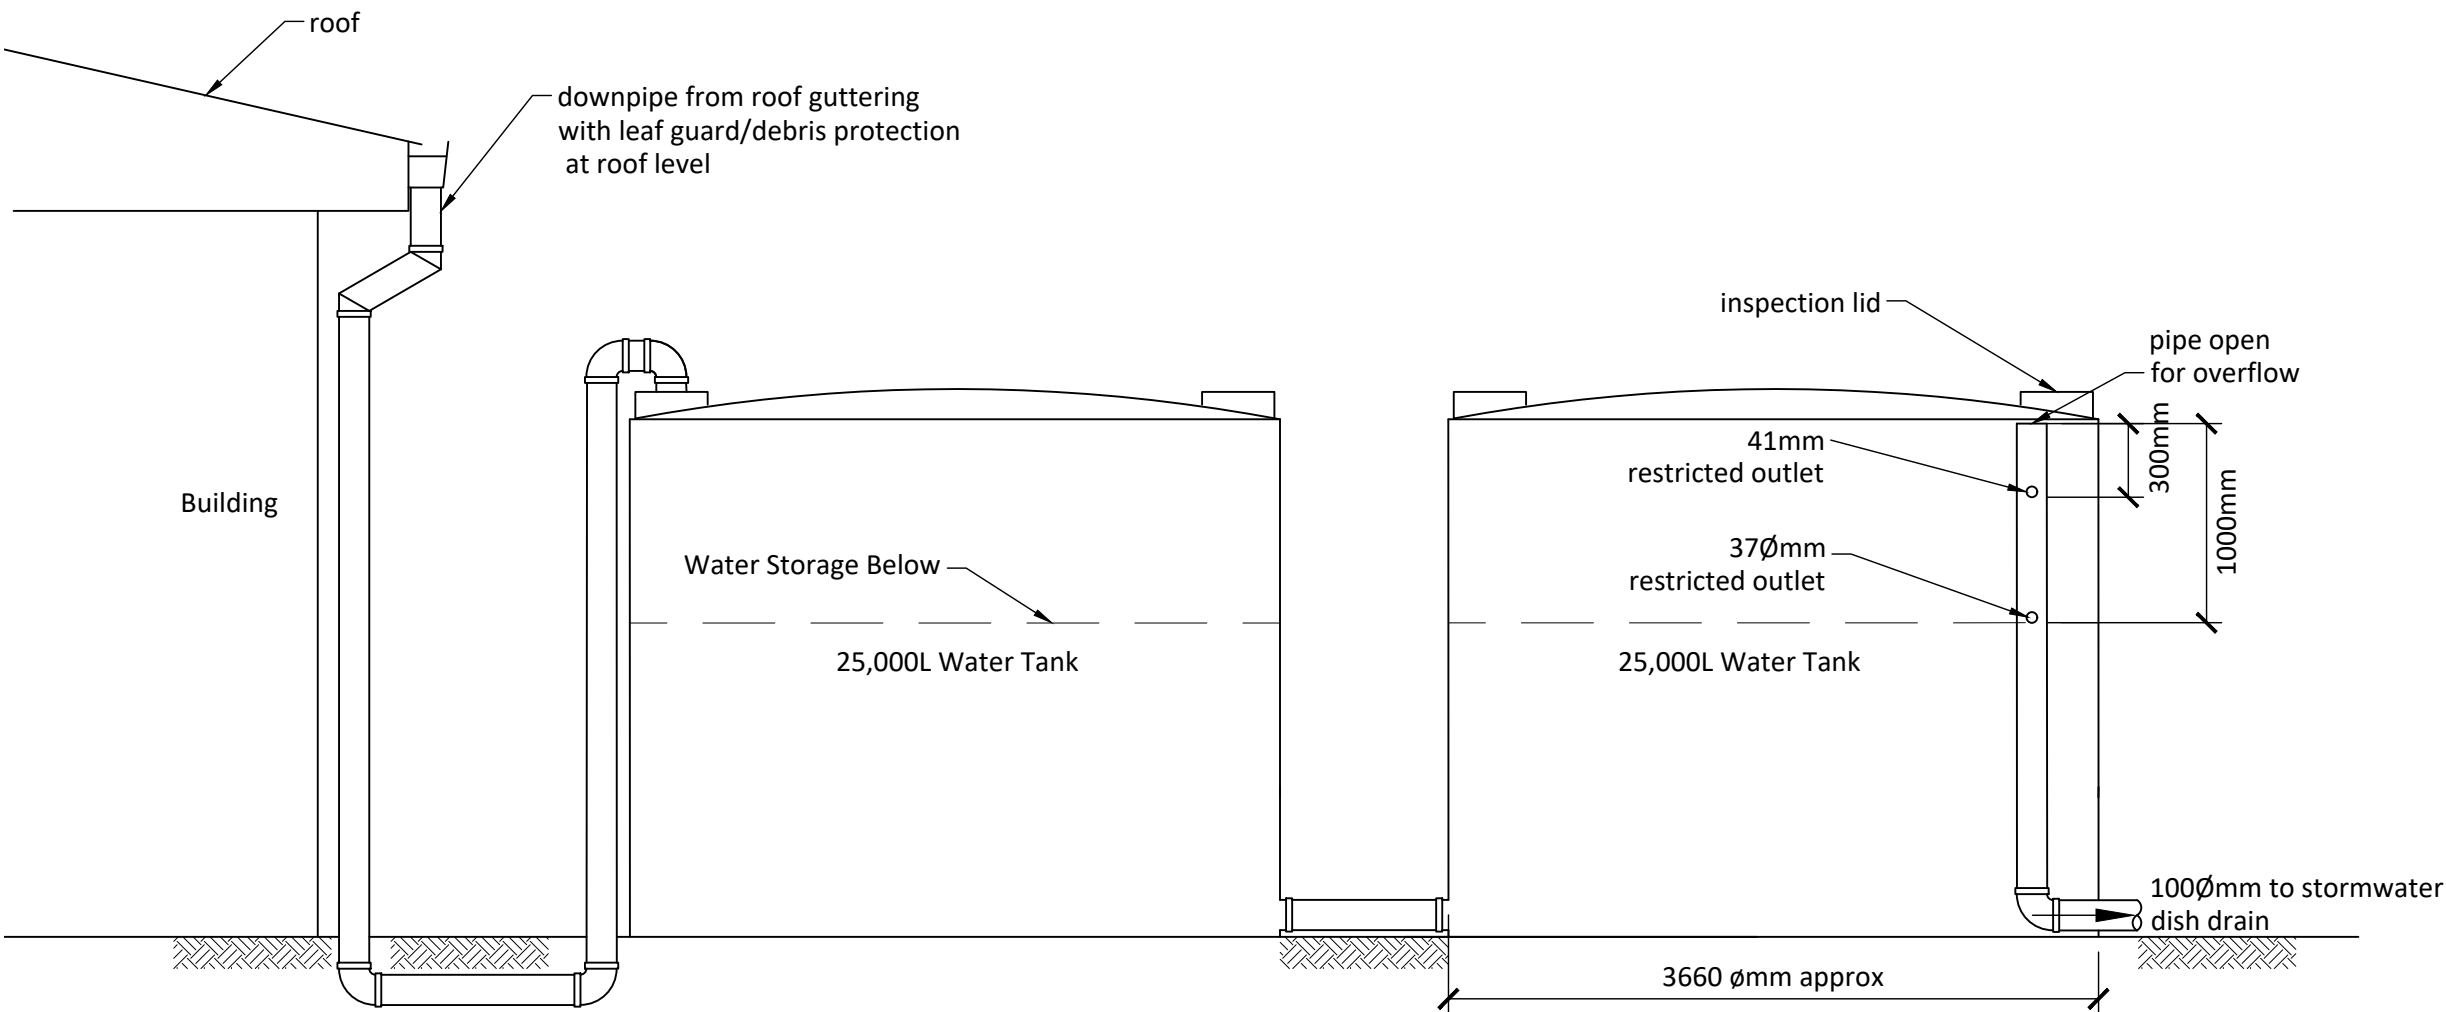 roof
downpipe from roof guttering
with leaf guard/debris protection
at roof level
inspection lid
pipe open
for overflow
41mm
restricted outlet
300mm
1000mm
Building
Water Storage Below
37Ømm
restricted outlet
25,000L Water Tank
25,000L Water Tank
100Ømm to stormwater
dish drain
3660 ømm approx